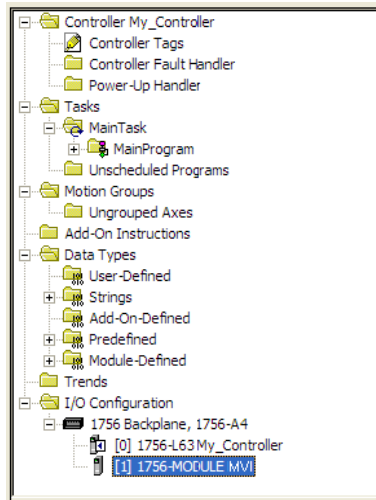 Controller My_Controller
Controller Tags
Controller Fault Handler
Power-Up Handler
Tasks
MainTask
MainProgram
Unscheduled Programs
Motion Groups
Ungrouped Axes
Add-On Instructions
Data Types
User-Defined
Strings
Add-On-Defined
Predefined
Module-Defined
Trends
I/O Configuration
1756 Backplane, 1756-A4
[0] 1756-L63 My_Controller
[1] 1756-MODULE MVI